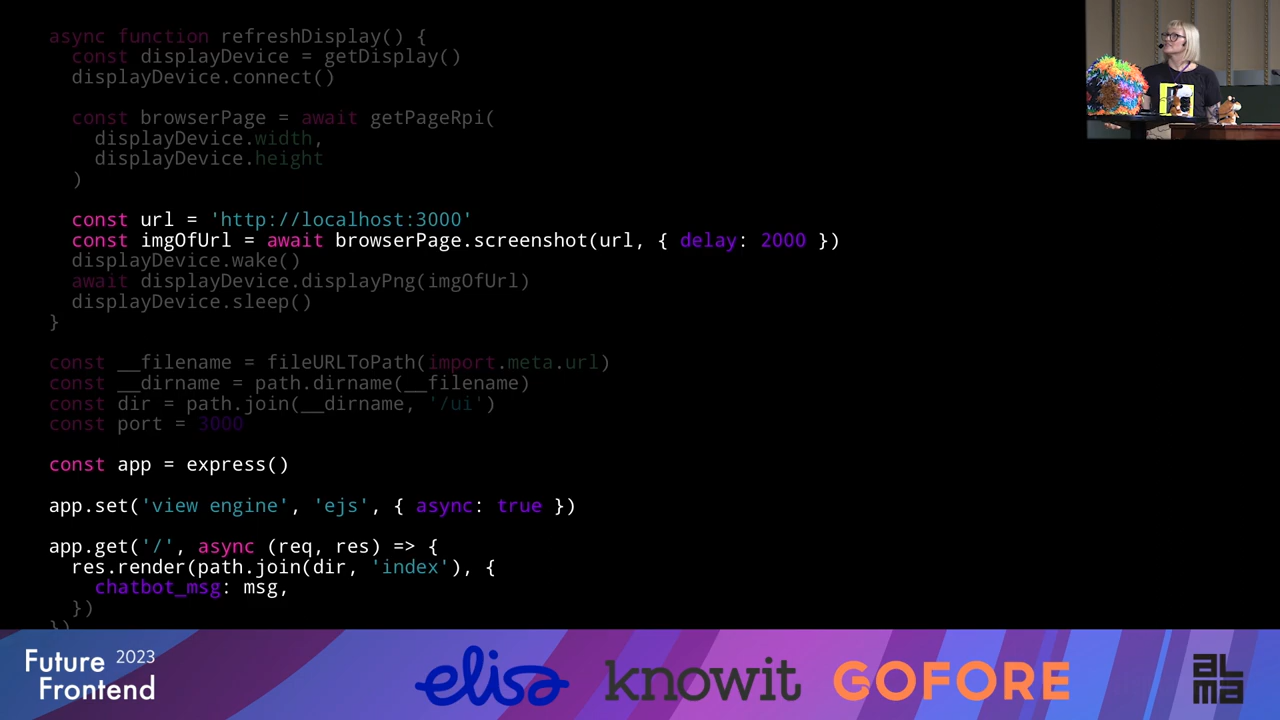 async function refreshDisplay() {
  const displayDevice = getDisplay()
  displayDevice.connect()
  const browserPage = await getPageRpi(
    displayDevice.width,
    displayDevice.height
  )
  const url = 'http://localhost:3000'
  const imgOfUrl = await browserPage.screenshot(url, { delay: 2000 })
  displayDevice.wake()
  await displayDevice.displayPng(imgOfUrl)
  displayDevice.sleep()
}
const __filename = fileURLToPath(import.meta.url)
const __dirname = path.dirname(__filename)
const dir = path.join(__dirname, '/ui')
const port = 3000
const app = express()
app.set('view engine', 'ejs', { async: true })
app.get('/', async (req, res) => {
  res.render(path.join(dir, 'index'), {
    chatbot_msg: msg,
  })
})
Future 2023
Frontend
elisa
knowit
GOFORE
ALMA